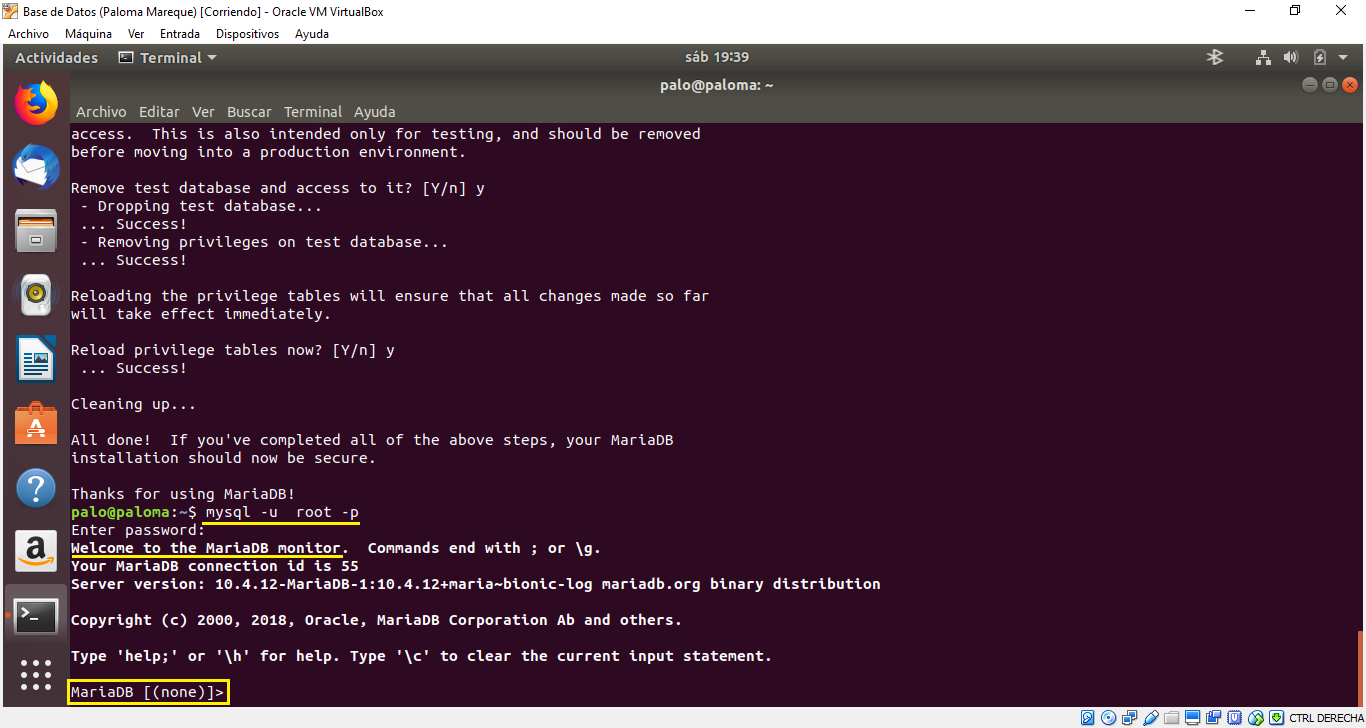 Base de Datos (Paloma Mareque) [Corriendo] - Oracle VM VirtualBox
Archivo Máquina Ver Entrada Dispositivos Ayuda
Actividades Terminal sáb 19:39
palo@paloma: ~
Archivo Editar Ver Buscar Terminal Ayuda
access.  This is also intended only for testing, and should be removed
before moving into a production environment.
Remove test database and access to it? [Y/n] y
 - Dropping test database...
 ... Success!
 - Removing privileges on test database...
 ... Success!
Reloading the privilege tables will ensure that all changes made so far
will take effect immediately.
Reload privilege tables now? [Y/n] y
 ... Success!
Cleaning up...
All done!  If you've completed all of the above steps, your MariaDB
installation should now be secure.
Thanks for using MariaDB!
palo@paloma:~$ mysql -u  root -p
Enter password:
Welcome to the MariaDB monitor.  Commands end with ; or \g.
Your MariaDB connection id is 55
Server version: 10.4.12-MariaDB-1:10.4.12+maria~bionic-log mariadb.org binary distribution
Copyright (c) 2000, 2018, Oracle, MariaDB Corporation Ab and others.
Type 'help;' or '\h' for help. Type '\c' to clear the current input statement.
MariaDB [(none)]>
CTRL DERECHA